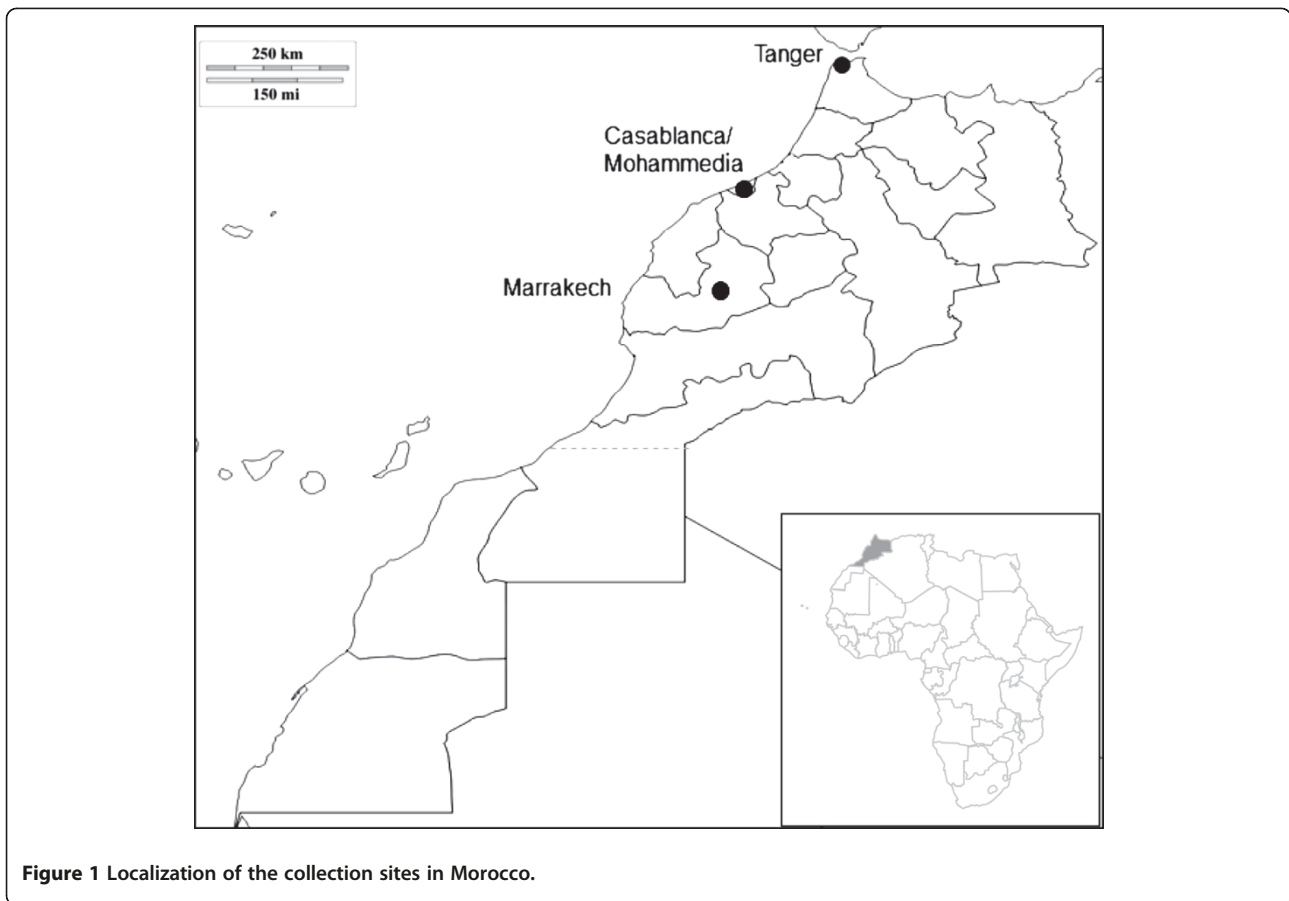 250 km
150 mi
Tanger
Casablanca/
Mohammedia
Marrakech
Figure 1 Localization of the collection sites in Morocco.